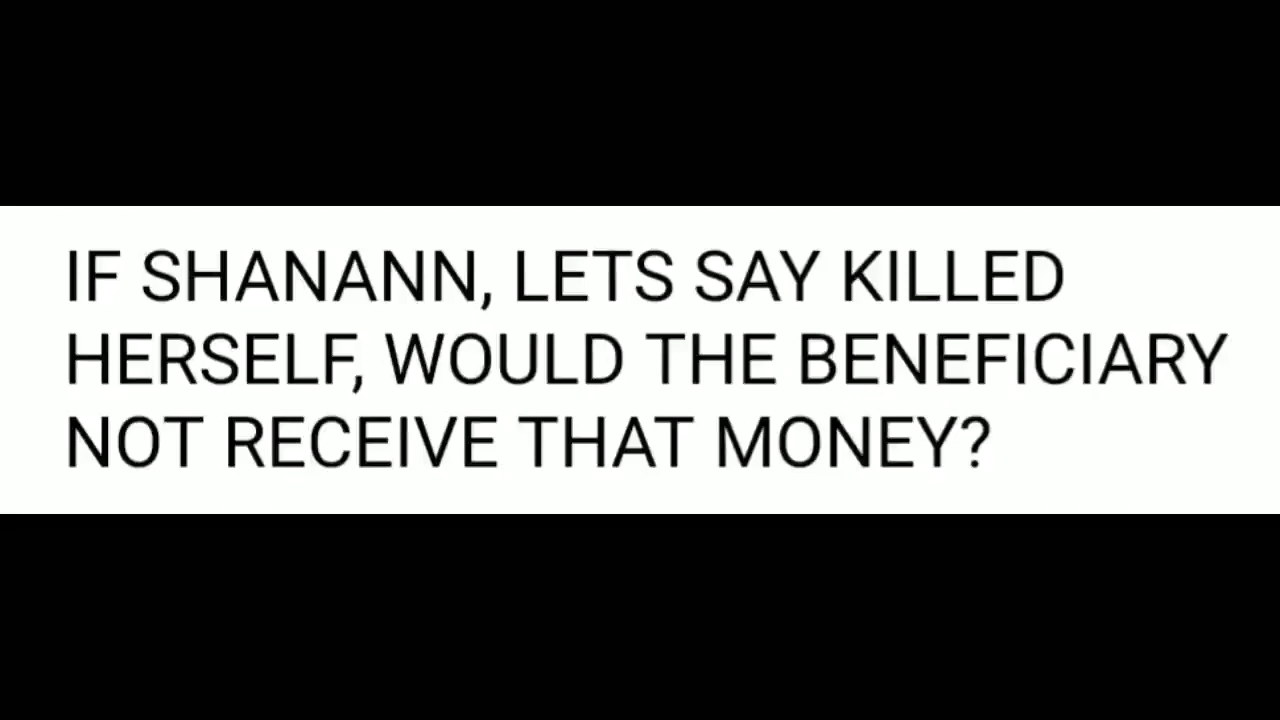 IF SHANANN, LETS SAY KILLED
HERSELF, WOULD THE BENEFICIARY
NOT RECEIVE THAT MONEY?